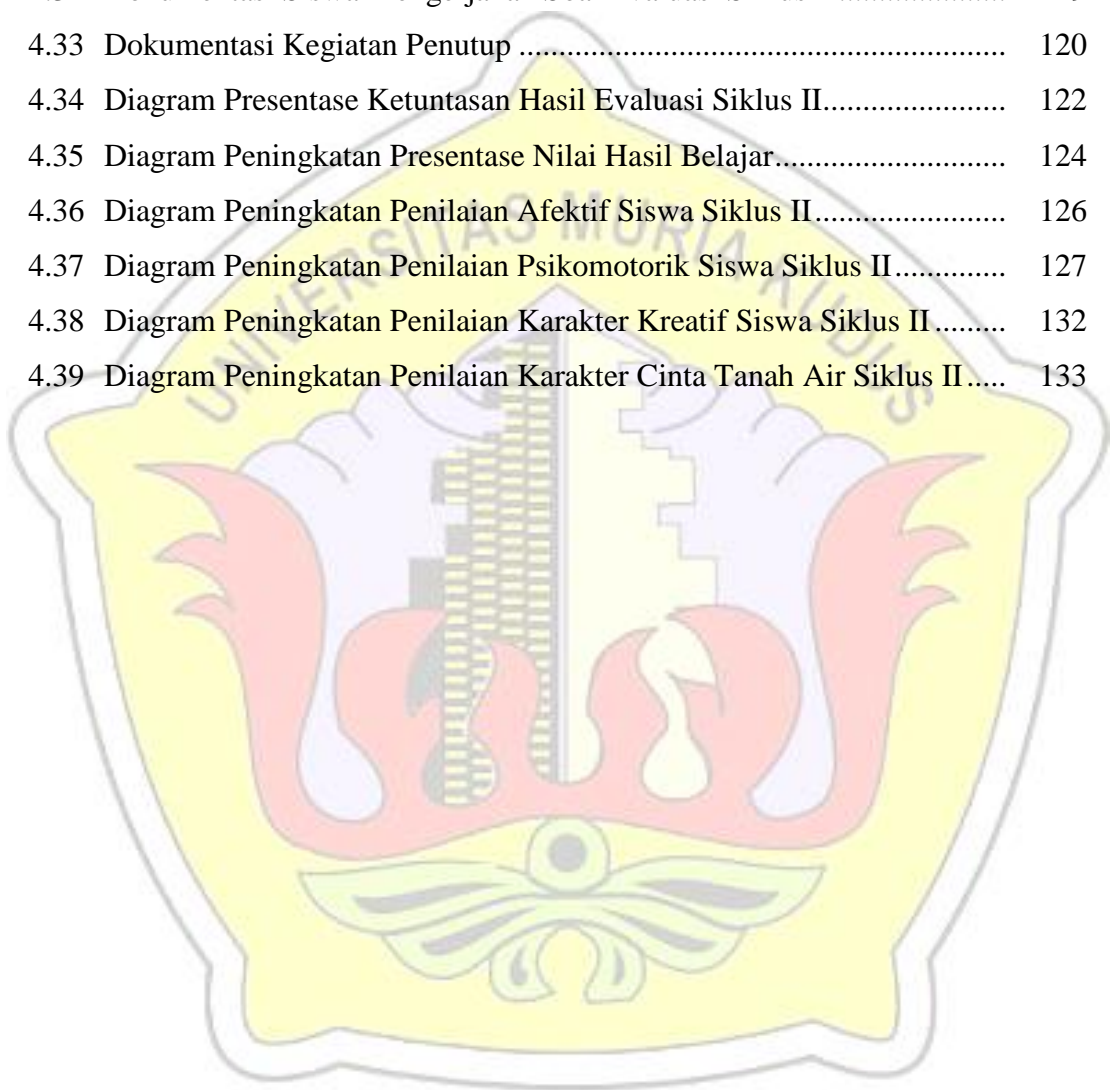 4.33 Dokumentasi Kegiatan Penutup ........................................................ 120
4.34 Diagram Presentase Ketuntasan Hasil Evaluasi Siklus II..................... 122
4.35 Diagram Peningkatan Presentase Nilai Hasil Belajar........................... 124
4.36 Diagram Peningkatan Penilaian Afektif Siswa Siklus II...................... 126
4.37 Diagram Peningkatan Penilaian Psikomotorik Siswa Siklus II............. 127
4.38 Diagram Peningkatan Penilaian Karakter Kreatif Siswa Siklus II......... 132
4.39 Diagram Peningkatan Penilaian Karakter Cinta Tanah Air Siklus II..... 133
UNIVERSITAS MURIA KUDUS